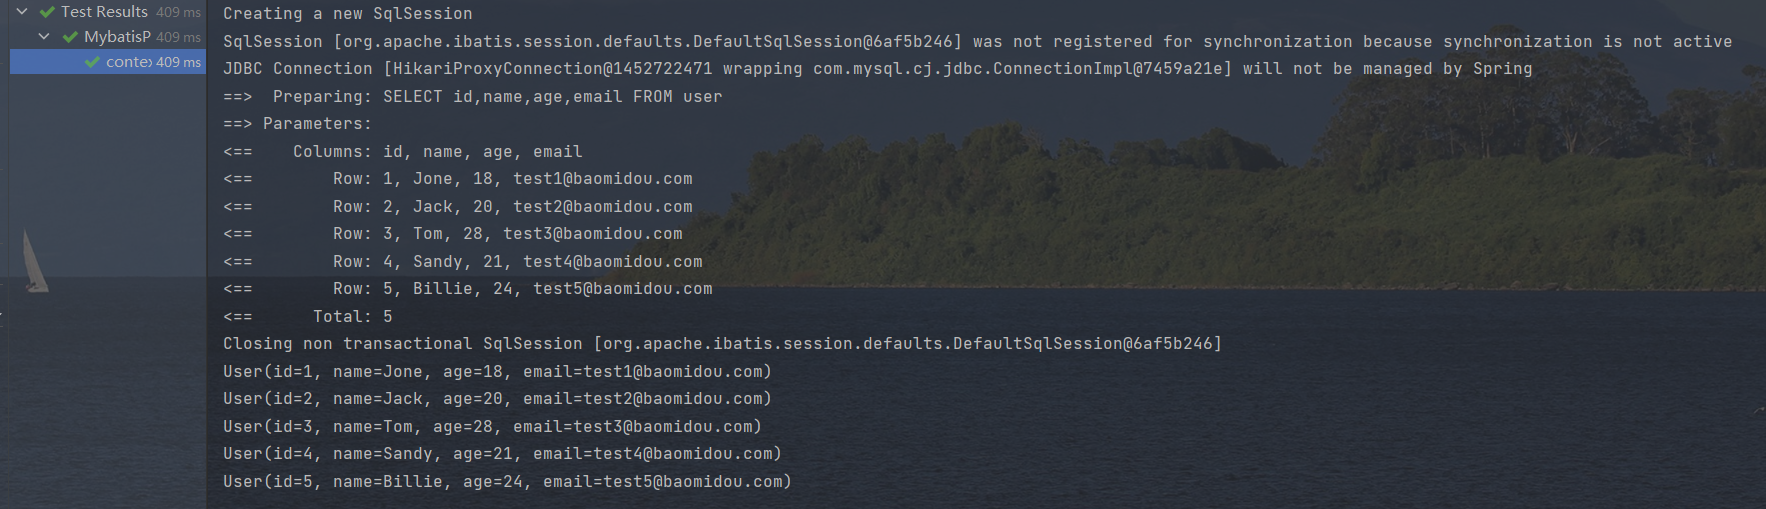 Test Results 409 ms
MybatisP 409 ms
conte 409 ms
Creating a new SqlSession
SqlSession [org.apache.ibatis.session.defaults.DefaultSqlSession@6af5b246] was not registered for synchronization because synchronization is not active
JDBC Connection [HikariProxyConnection@1452722471 wrapping com.mysql.cj.jdbc.ConnectionImpl@7459a21e] will not be managed by Spring
==>  Preparing: SELECT id,name,age,email FROM user
==> Parameters:
<==    Columns: id, name, age, email
<==        Row: 1, Jone, 18, test1@baomidou.com
<==        Row: 2, Jack, 20, test2@baomidou.com
<==        Row: 3, Tom, 28, test3@baomidou.com
<==        Row: 4, Sandy, 21, test4@baomidou.com
<==        Row: 5, Billie, 24, test5@baomidou.com
<==      Total: 5
Closing non transactional SqlSession [org.apache.ibatis.session.defaults.DefaultSqlSession@6af5b246]
User(id=1, name=Jone, age=18, email=test1@baomidou.com)
User(id=2, name=Jack, age=20, email=test2@baomidou.com)
User(id=3, name=Tom, age=28, email=test3@baomidou.com)
User(id=4, name=Sandy, age=21, email=test4@baomidou.com)
User(id=5, name=Billie, age=24, email=test5@baomidou.com)